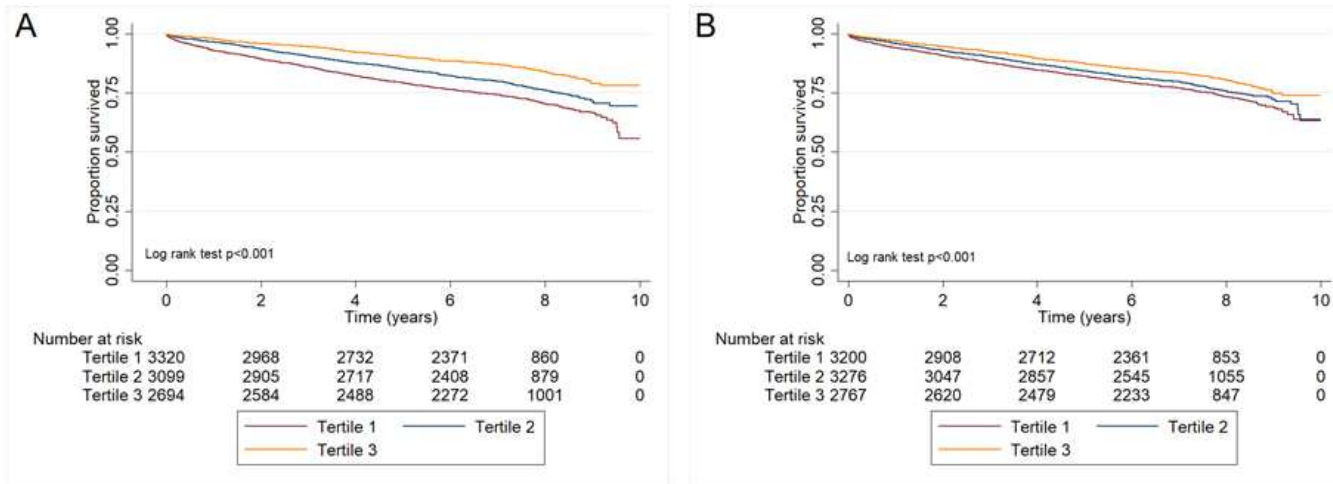 A
Proportion survived
1.00
0.75
0.50
0.25
0.00
Log rank test p<0.001
0 2 4 6 8 10
Time (years)
Number at risk
Tertile 1 3320 2968 2732 2371 860 0
Tertile 2 3099 2905 2717 2408 879 0
Tertile 3 2694 2584 2488 2272 1001 0
Tertile 1 Tertile 2
Tertile 3
B
Proportion survived
1.00
0.75
0.50
0.25
0.00
Log rank test p<0.001
0 2 4 6 8 10
Time (years)
Number at risk
Tertile 1 3200 2908 2712 2361 853 0
Tertile 2 3276 3047 2857 2545 1055 0
Tertile 3 2767 2620 2479 2233 847 0
Tertile 1 Tertile 2
Tertile 3